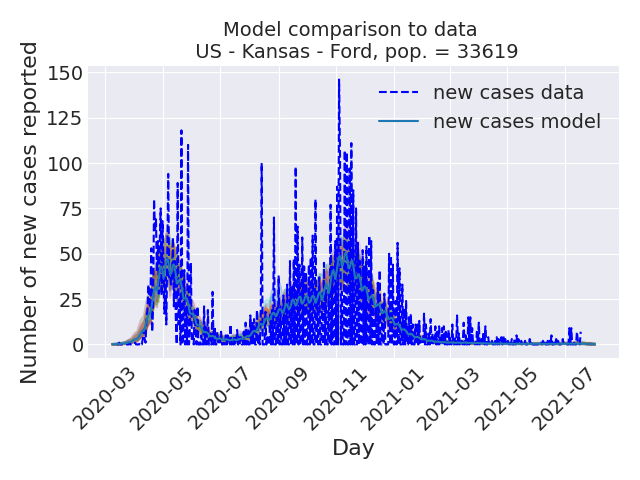 Model comparison to data
US - Kansas - Ford, pop. = 33619
Number of new cases reported
150
125
100
75
50
25
0
new cases data
new cases model
2020-03
2020-05
2020-07
2020-09
2020-11
2021-01
2021-03
2021-05
2021-07
Day